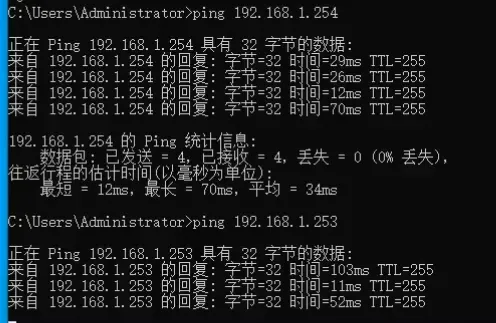 C:\Users\Administrator>ping 192.168.1.254
正在 Ping 192.168.1.254 具有 32 字节的数据:
来自 192.168.1.254 的回复: 字节=32 时间=29ms TTL=255
来自 192.168.1.254 的回复: 字节=32 时间=26ms TTL=255
来自 192.168.1.254 的回复: 字节=32 时间=12ms TTL=255
来自 192.168.1.254 的回复: 字节=32 时间=70ms TTL=255
192.168.1.254 的 Ping 统计信息:
数据包: 已发送 = 4，已接收 = 4，丢失 = 0 (0% 丢失)，
往返行程的估计时间(以毫秒为单位):
最短 = 12ms，最长 = 70ms，平均 = 34ms
C:\Users\Administrator>ping 192.168.1.253
正在 Ping 192.168.1.253 具有 32 字节的数据:
来自 192.168.1.253 的回复: 字节=32 时间=103ms TTL=255
来自 192.168.1.253 的回复: 字节=32 时间=11ms TTL=255
来自 192.168.1.253 的回复: 字节=32 时间=52ms TTL=255